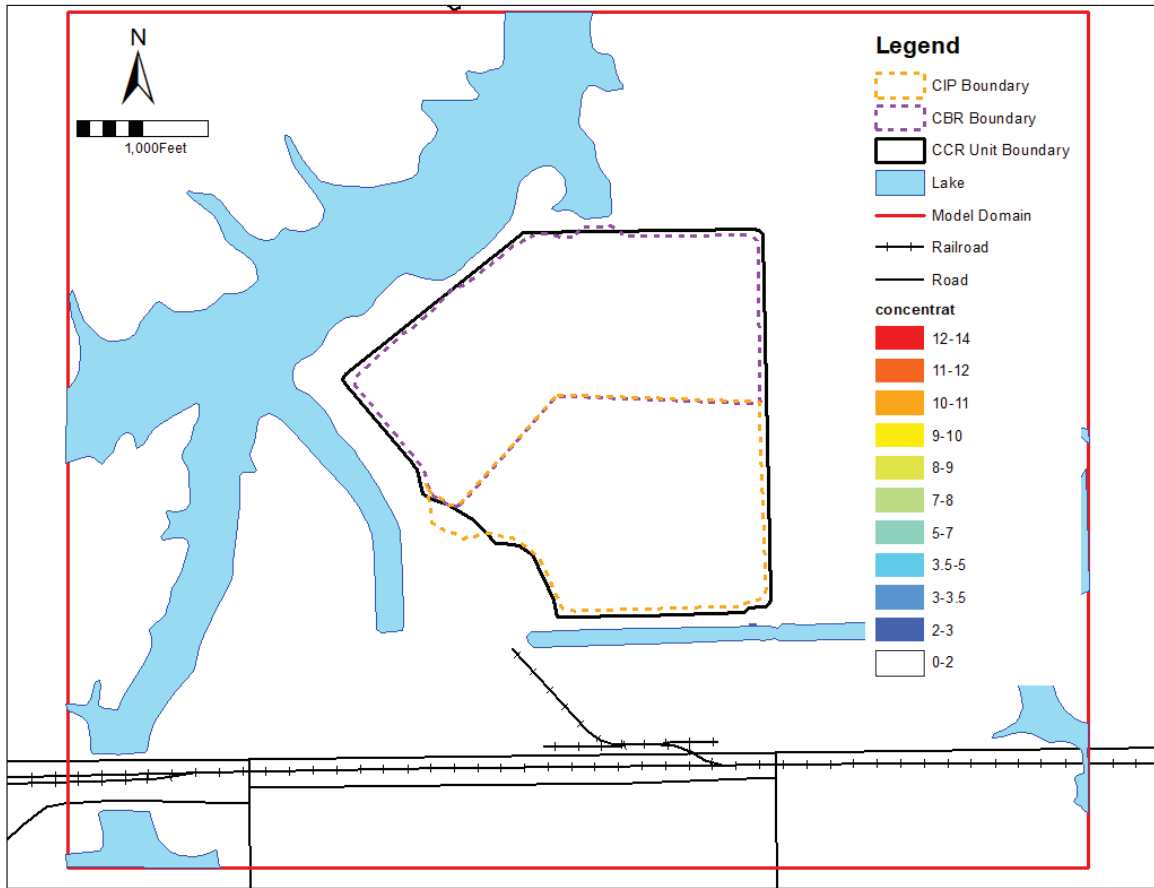 N
1,000Feet
Legend
CIP Boundary
CBR Boundary
CCR Unit Boundary
Lake
Model Domain
Railroad
Road
concentrat
12-14
11-12
10-11
9-10
8-9
7-8
5-7
3.5-5
3-3.5
2-3
0-2